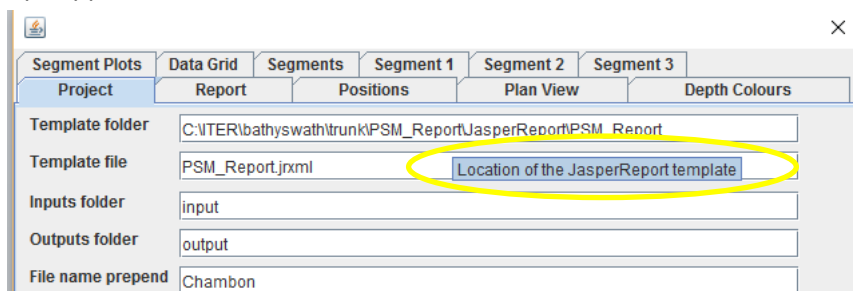 Segment Plots Data Grid Segments Segment 1 Segment 2 Segment 3
Project Report Positions Plan View Depth Colours
Template folder C:\ITER\bathyswath\trunk\PSM_Report\JasperReport\PSM_Report
Template file PSM_Report.jrxml Location of the JasperReport template
Inputs folder input
Outputs folder output
File name prepend Chambon